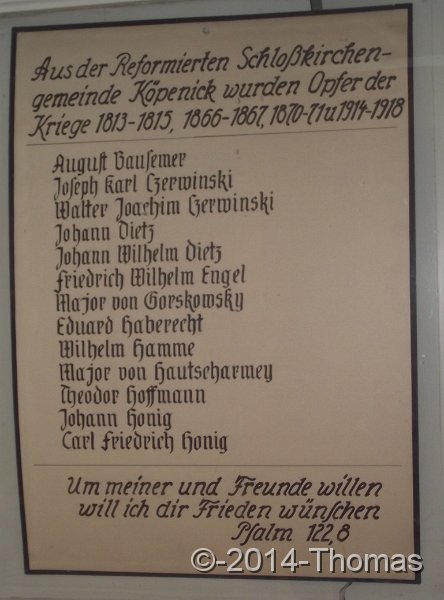 Aus der Reformierten Schloßkirchen-
gemeinde Köpenick wurden Opfer der
Kriege 1813-1815, 1866-1867, 1870-71 u 1914-1918
August Bausemer
Joseph Karl Czerwinski
Walter Joachim Czerwinski
Johann Dietz
Johann Wilhelm Dietz
Friedrich Wilhelm Engel
Major von Gorskowsky
Eduard Haberecht
Wilhelm Hamme
Major von Hautscharmey
Theodor Hoffmann
Johann Honig
Carl Friedrich Honig
Um meiner und Freunde willen
will ich dir Frieden wünschen
Psalm 122,8
©-2014-Thomas